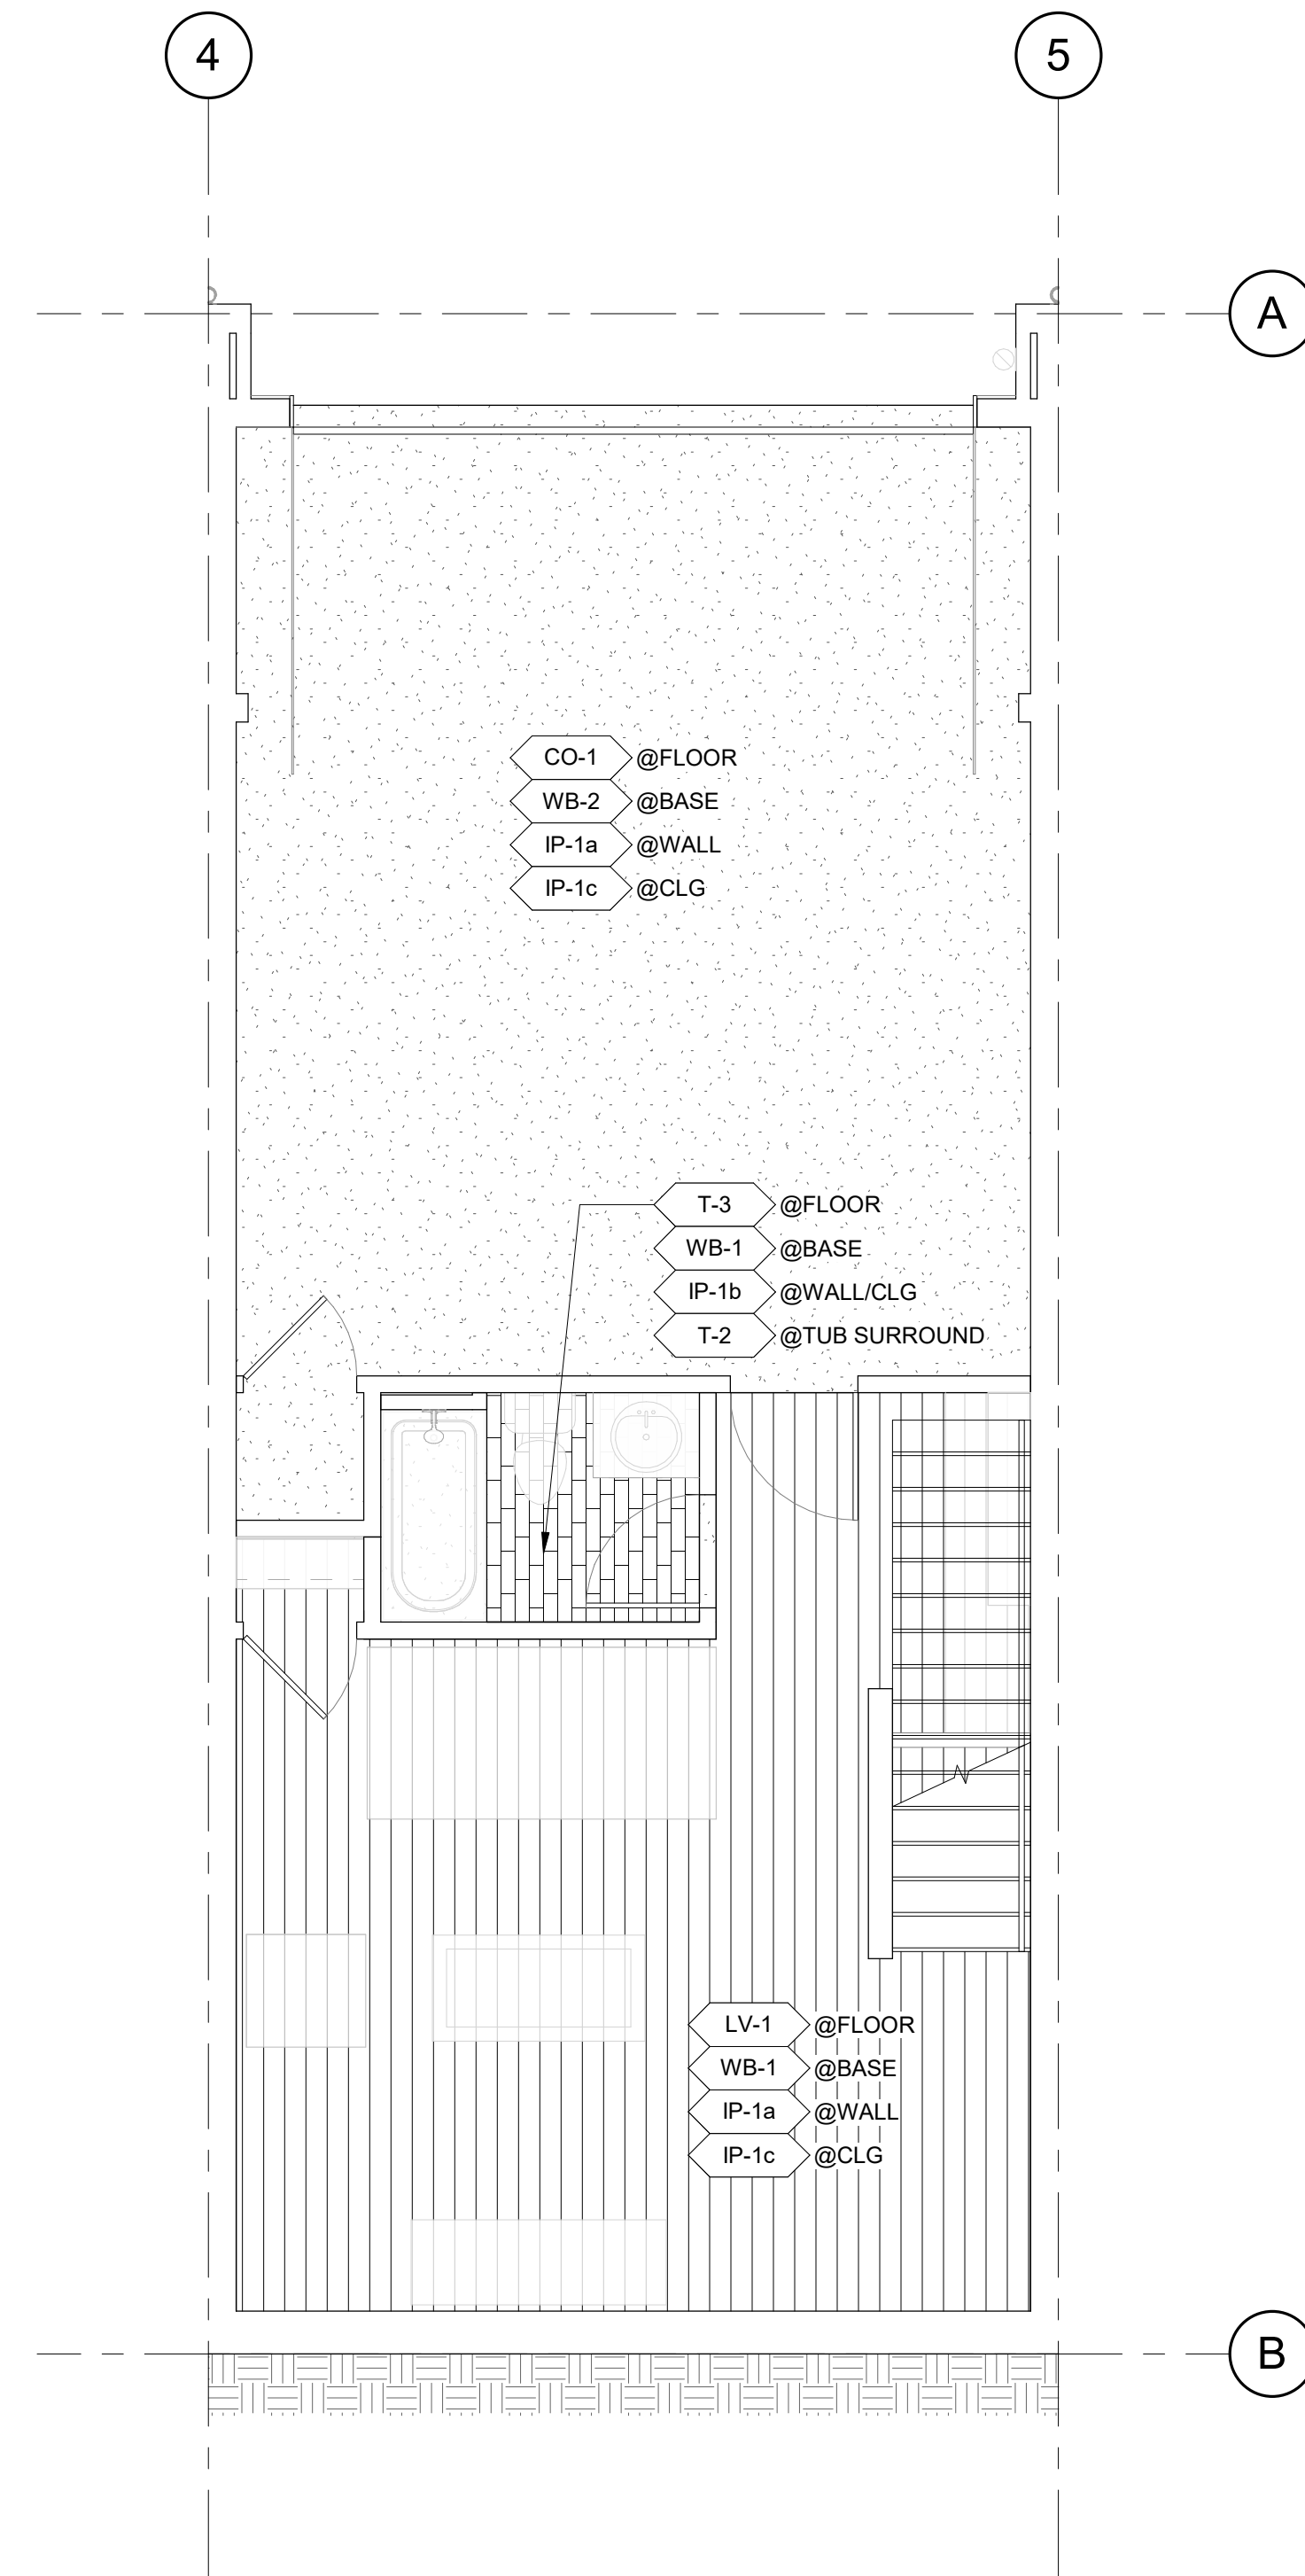 4
5
A
CO-1 @FLOOR
WB-2 @BASE
IP-1a @WALL
IP-1c @CLG
T-3 @FLOOR
WB-1 @BASE
IP-1b @WALL/CLG
T-2 @TUB SURROUND
LV-1 @FLOOR
WB-1 @BASE
IP-1a @WALL
IP-1c @CLG
B